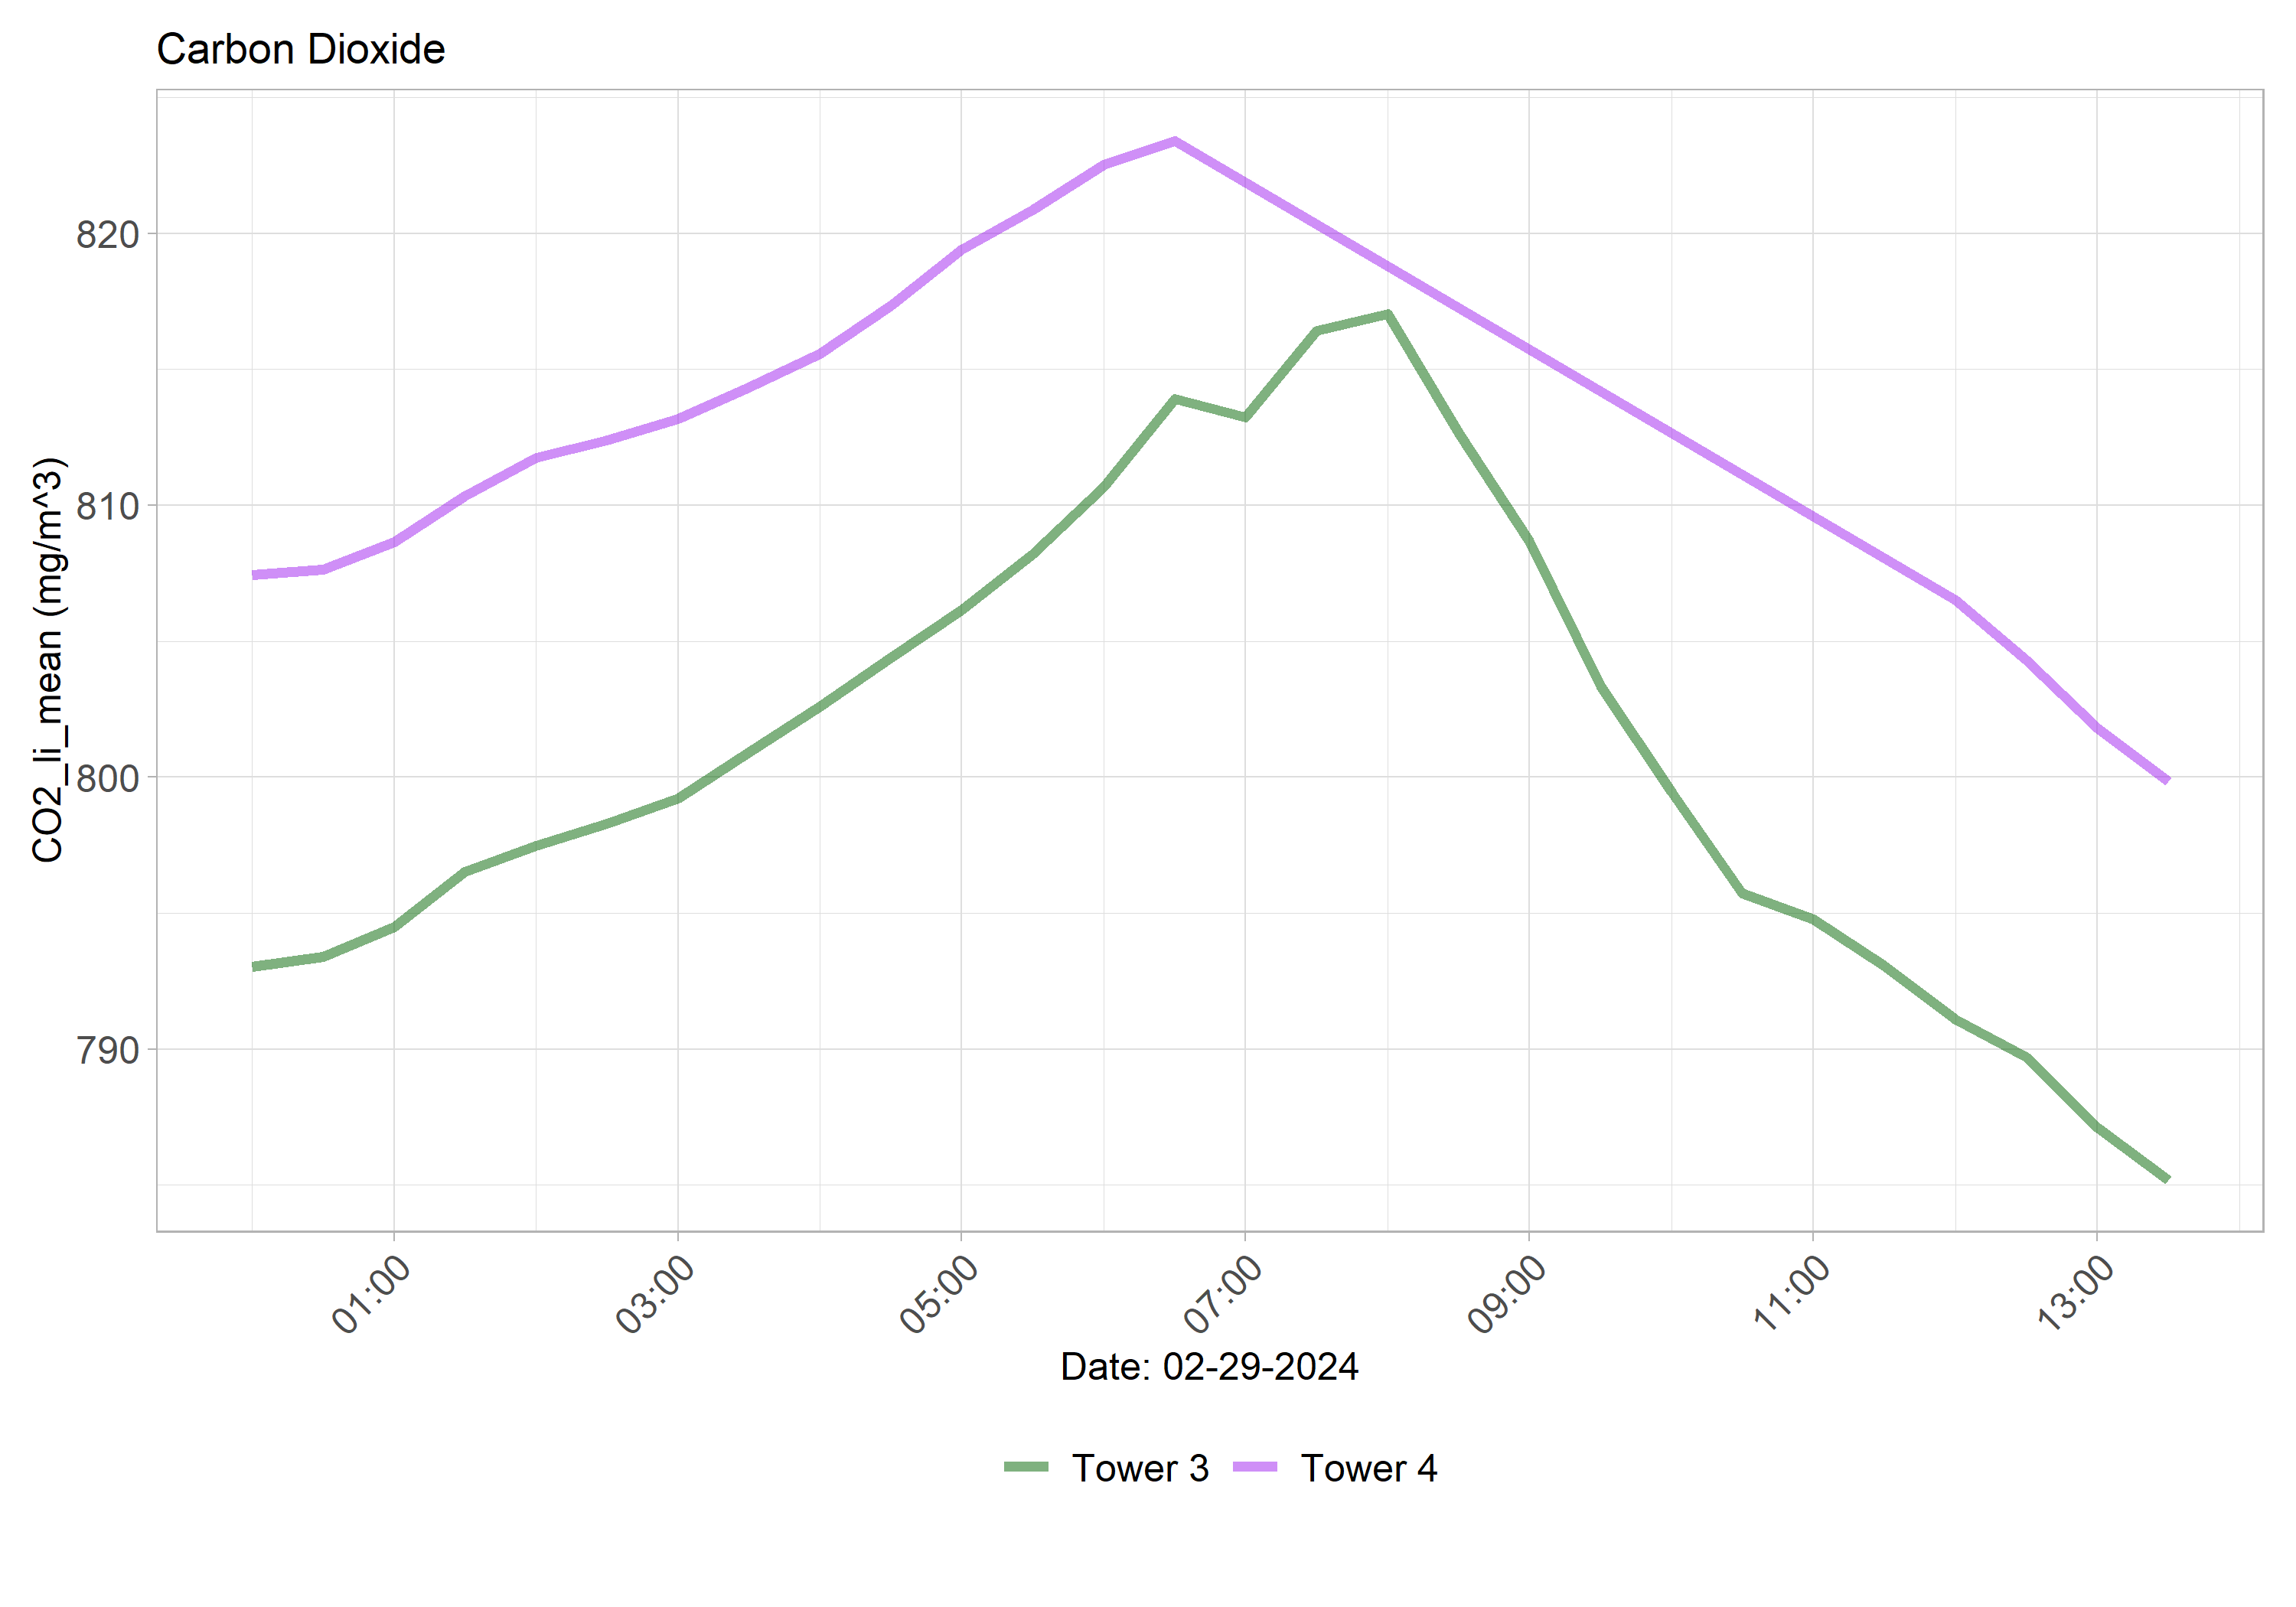 Carbon Dioxide
CO2_li_mean (mg/m^3)
820
810
800
790
01:00
03:00
05:00
07:00
09:00
11:00
13:00
Date: 02-29-2024
Tower 3
Tower 4